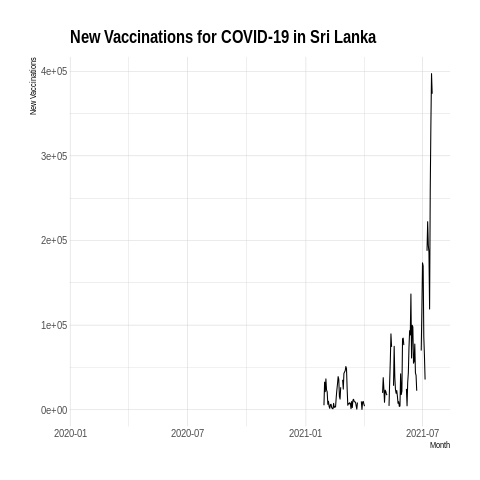 New Vaccinations for COVID-19 in Sri Lanka
New Vaccinations
4e+05
3e+05
2e+05
1e+05
0e+00
2020-01 2020-07 2021-01 2021-07
Month